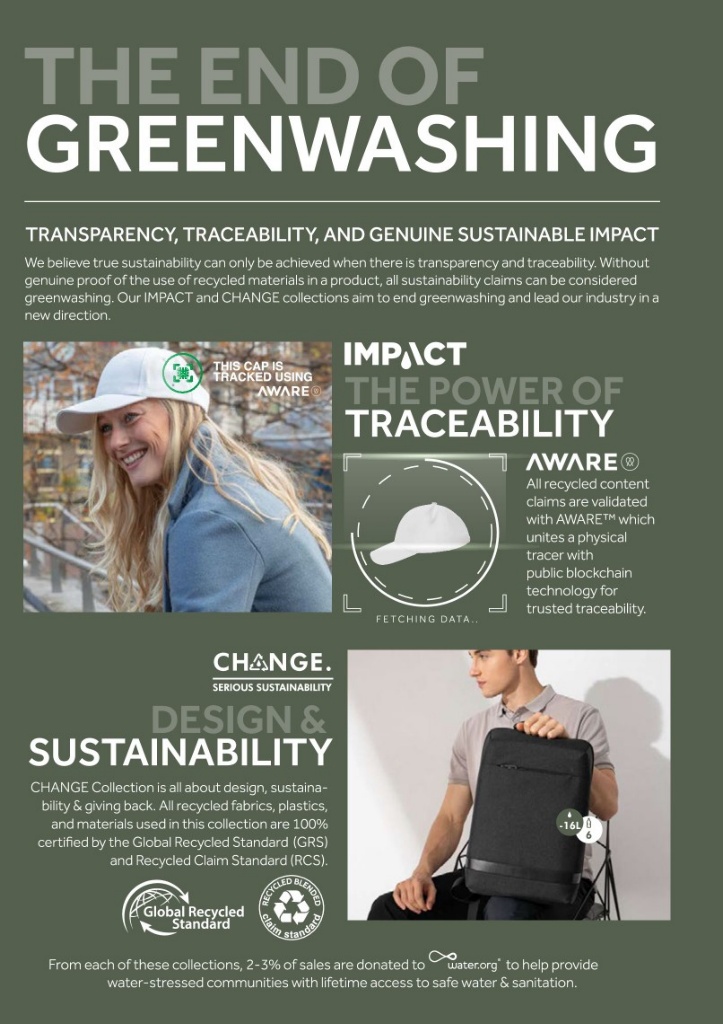 THE END OF
GREENWASHING
TRANSPARENCY, TRACEABILITY, AND GENUINE SUSTAINABLE IMPACT
We believe true sustainability can only be achieved when there is transparency and traceability. Without
genuine proof of the use of recycled materials in a product, all sustainability claims can be considered
greenwashing. Our IMPACT and CHANGE collections aim to end greenwashing and lead our industry in a
new direction.
THIS CAP IS
TRACKED USING
AWARE
IMPACT
THE POWER OF
TRACEABILITY
AWARE
All recycled content
claims are validated
with AWARE™ which
unites a physical
tracer with
public blockchain
technology for
trusted traceability.
FETCHING DATA..
CHANGE.
SERIOUS SUSTAINABILITY
DESIGN &
SUSTAINABILITY
CHANGE Collection is all about design, sustaina-
bility & giving back. All recycled fabrics, plastics,
and materials used in this collection are 100%
certified by the Global Recycled Standard (GRS)
and Recycled Claim Standard (RCS).
-16L
6
Global Recycled
Standard
RECYCLED BLENDED
claim standard
From each of these collections, 2-3% of sales are donated to water.org® to help provide
water-stressed communities with lifetime access to safe water & sanitation.